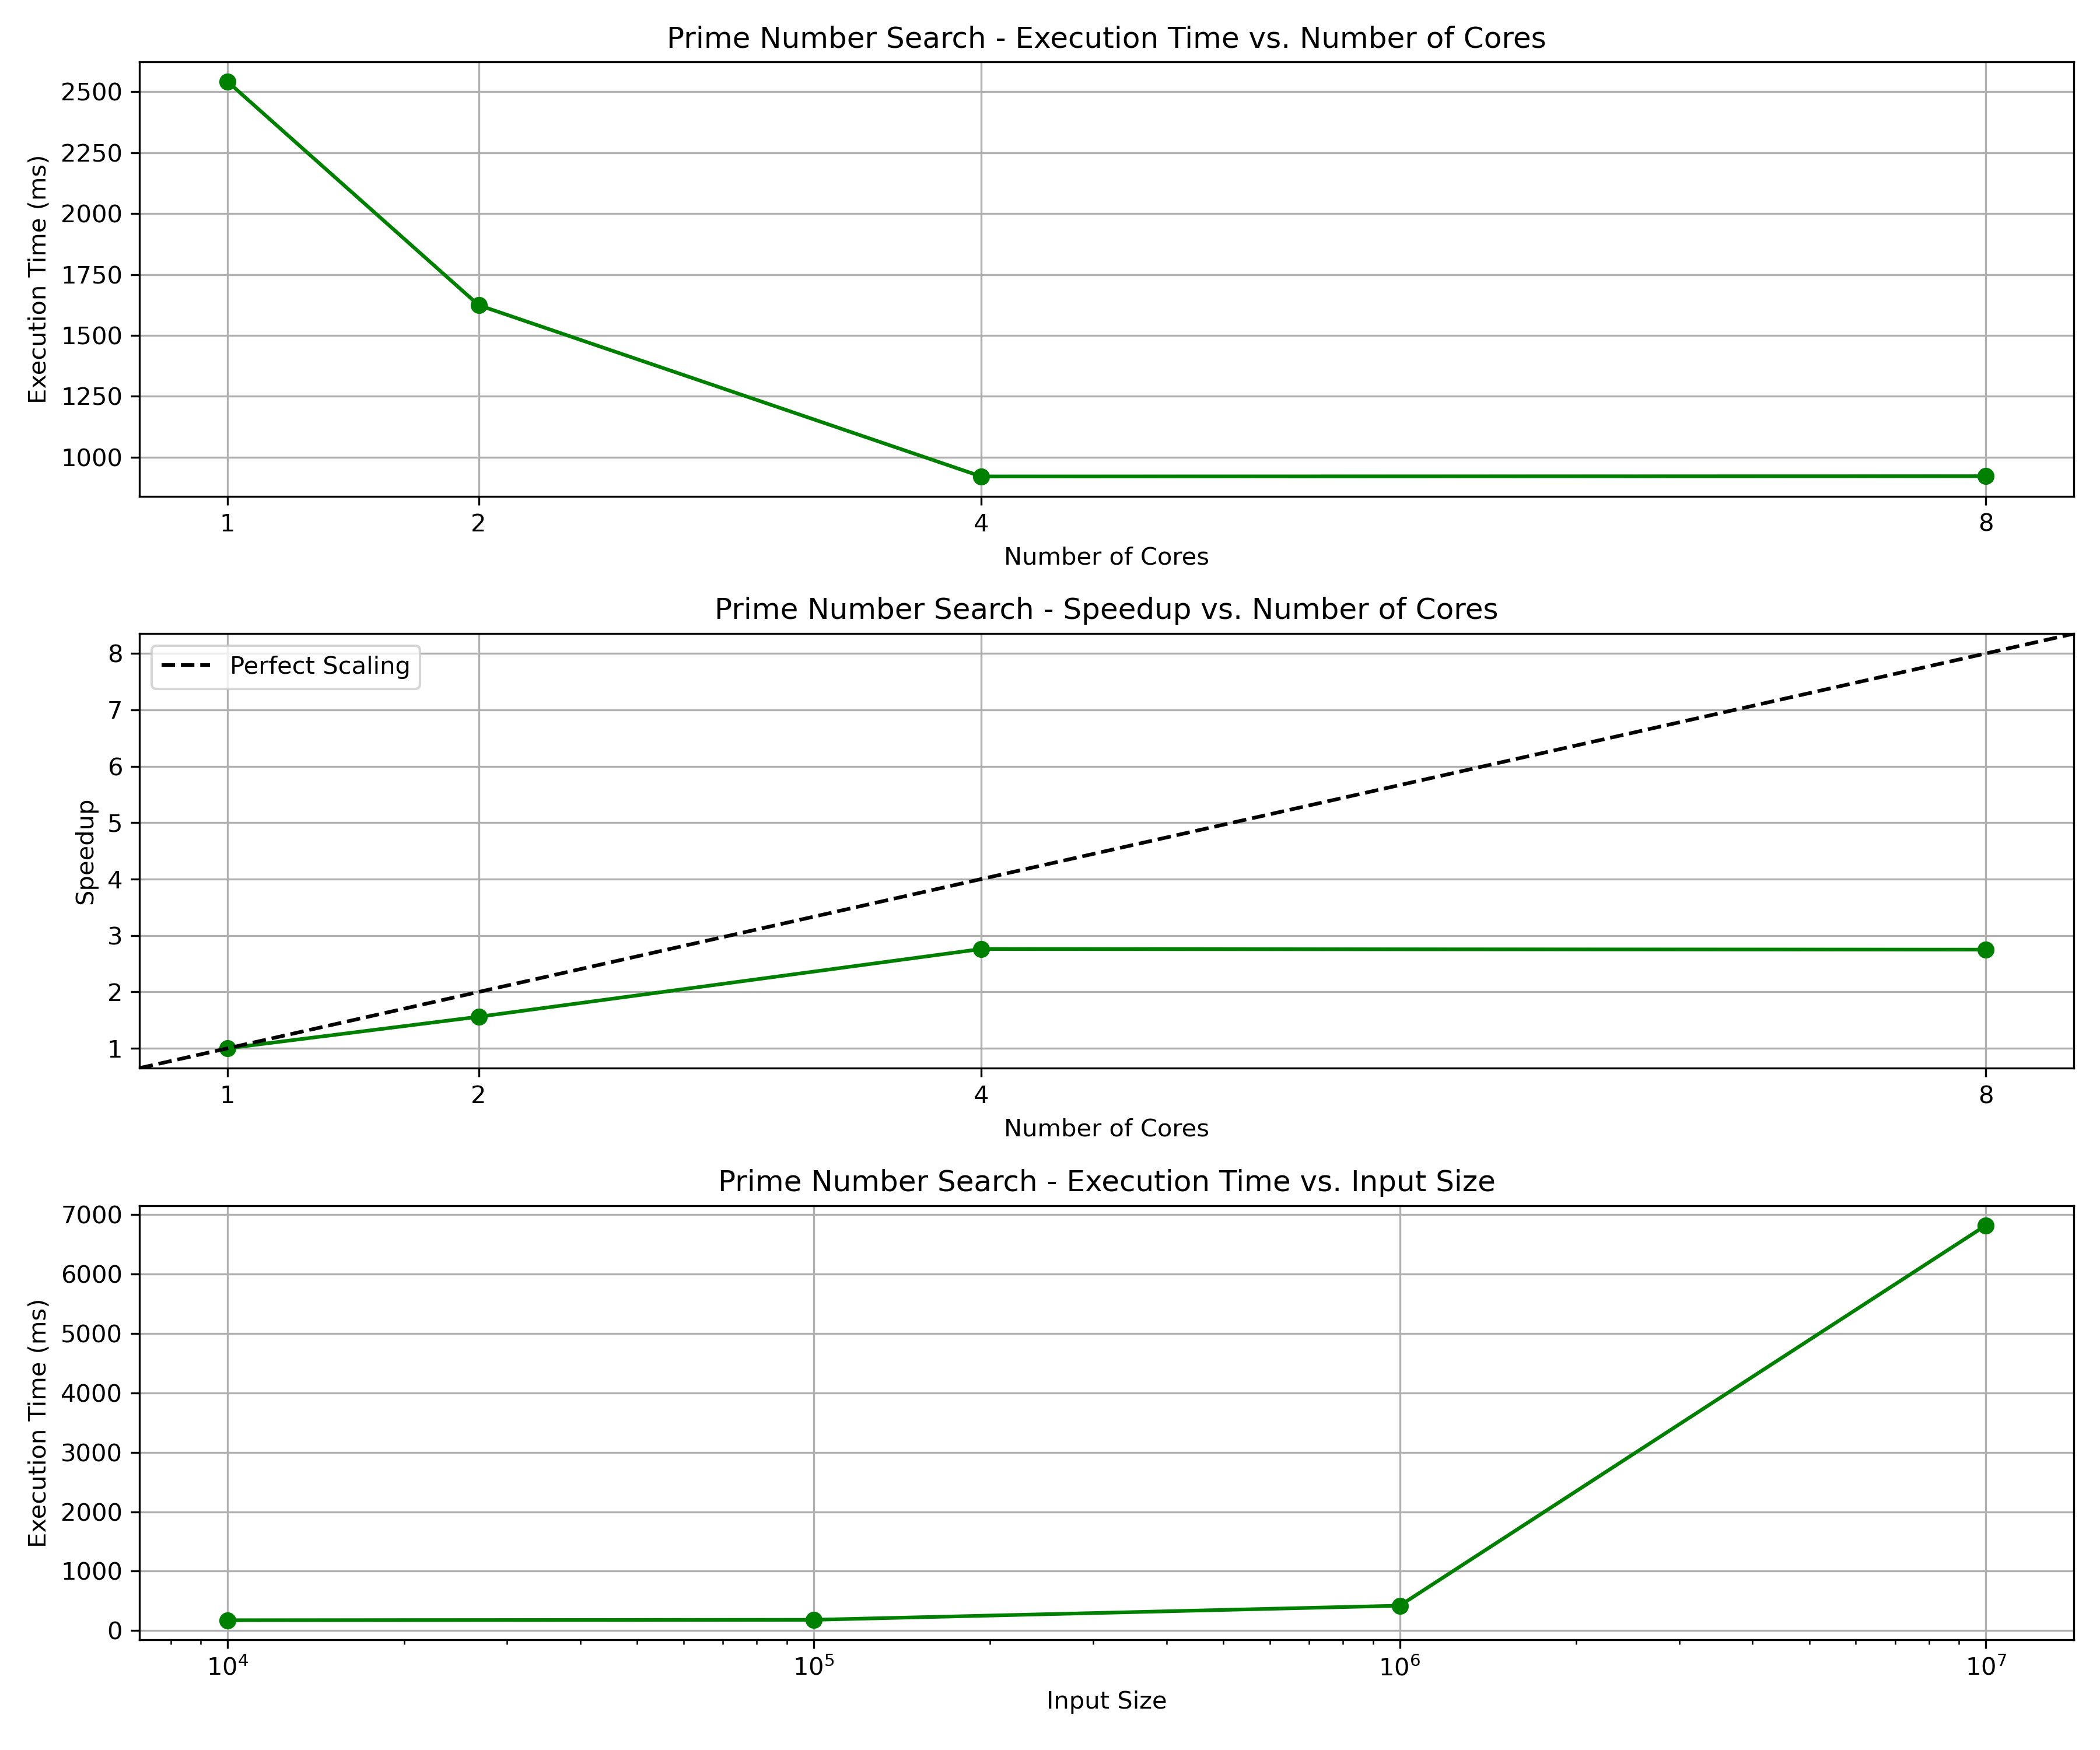 Prime Number Search - Execution Time vs. Number of Cores
Execution Time (ms)
2500
2250
2000
1750
1500
1250
1000
1 2 4 8
Number of Cores
Prime Number Search - Speedup vs. Number of Cores
Perfect Scaling
Speedup
8
7
6
5
4
3
2
1
1 2 4 8
Number of Cores
Prime Number Search - Execution Time vs. Input Size
Execution Time (ms)
7000
6000
5000
4000
3000
2000
1000
0
10⁴ 10⁵ 10⁶ 10⁷
Input Size